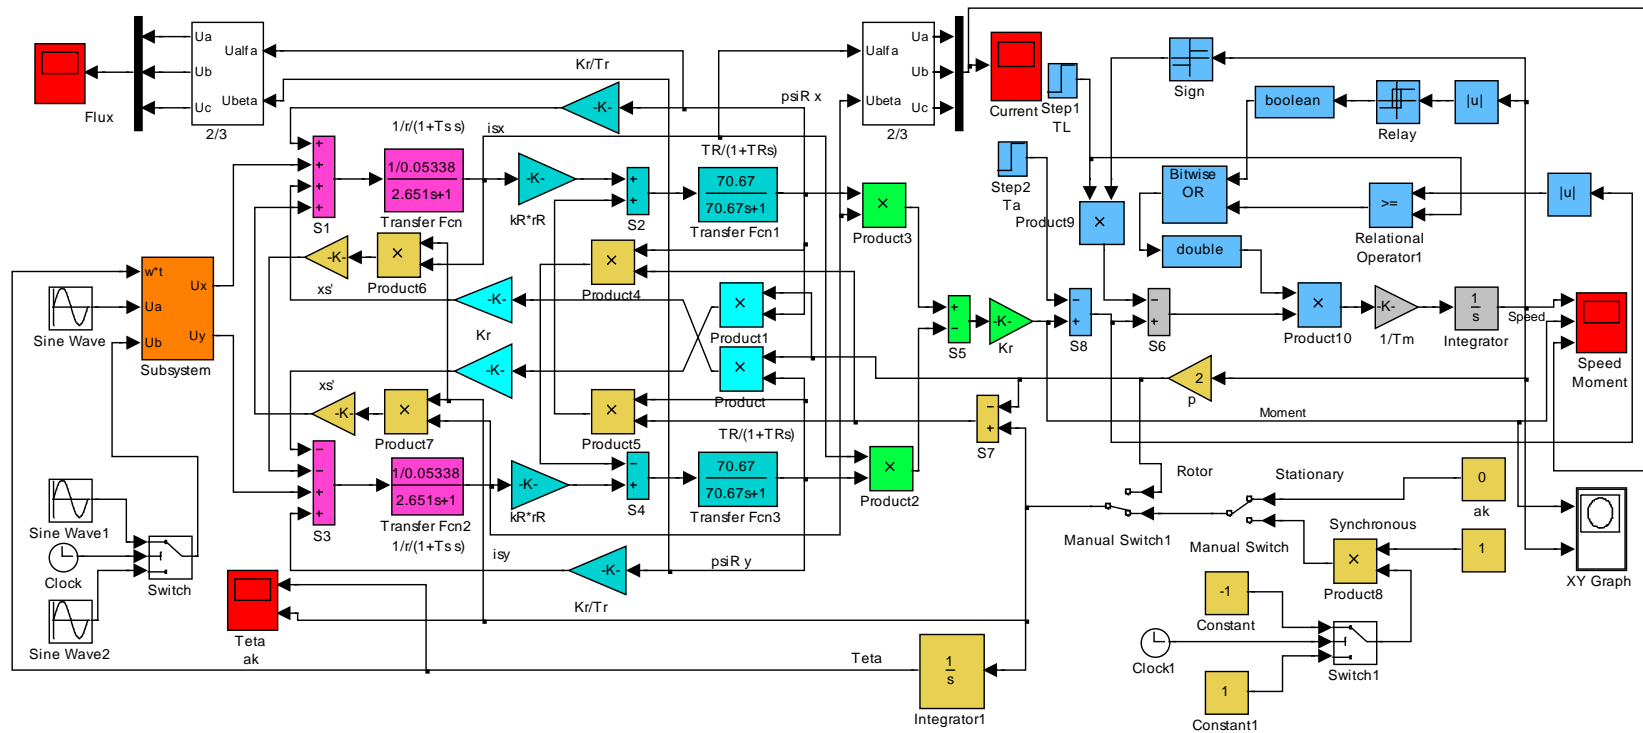 Flux
Ua
Ub
Uc
Ualfa
Ubeta
2/3
Kr/Tr
-K-
psiR x
Ualfa
Ubeta
Ua
Ub
Uc
2/3
Current
Step1
TL
Sign
boolean
Relay
|u|
1/r/(1+Ts s)
isx
+
+
+
+
S1
1/0.05338
2.651s+1
Transfer Fcn
-K-
kR*rR
+
+
S2
TR/(1+TRs)
70.67
70.67s+1
Transfer Fcn1
×
Product3
Step2
Ta
Product9
×
Bitwise
OR
>=
Relational
Operator1
|u|
double
-K-
xs'
×
Product6
×
Product4
w*t
Ua
Ub
Ux
Uy
Subsystem
Sine Wave
-K-
Kr
-K-
×
Product1
×
Product
+
−
S5
-K-
Kr
−
+
S8
−
+
S6
×
Product10
-K-
1/Tm
1
s
Integrator
Speed
Speed
Moment
xs'
-K-
×
Product7
×
Product5
−
+
S7
2
p
Moment
−
−
+
+
S3
1/0.05338
2.651s+1
Transfer Fcn2
1/r/(1+Ts s)
-K-
kR*rR
−
+
S4
TR/(1+TRs)
70.67
70.67s+1
Transfer Fcn3
×
Product2
Rotor
Stationary
0
ak
Manual Switch1
Manual Switch
Synchronous
×
Product8
1
XY Graph
Sine Wave1
Clock
Switch
Sine Wave2
isy
-K-
Kr/Tr
psiR y
Teta
ak
Teta
1
s
Integrator1
-1
Constant
Clock1
Switch1
1
Constant1